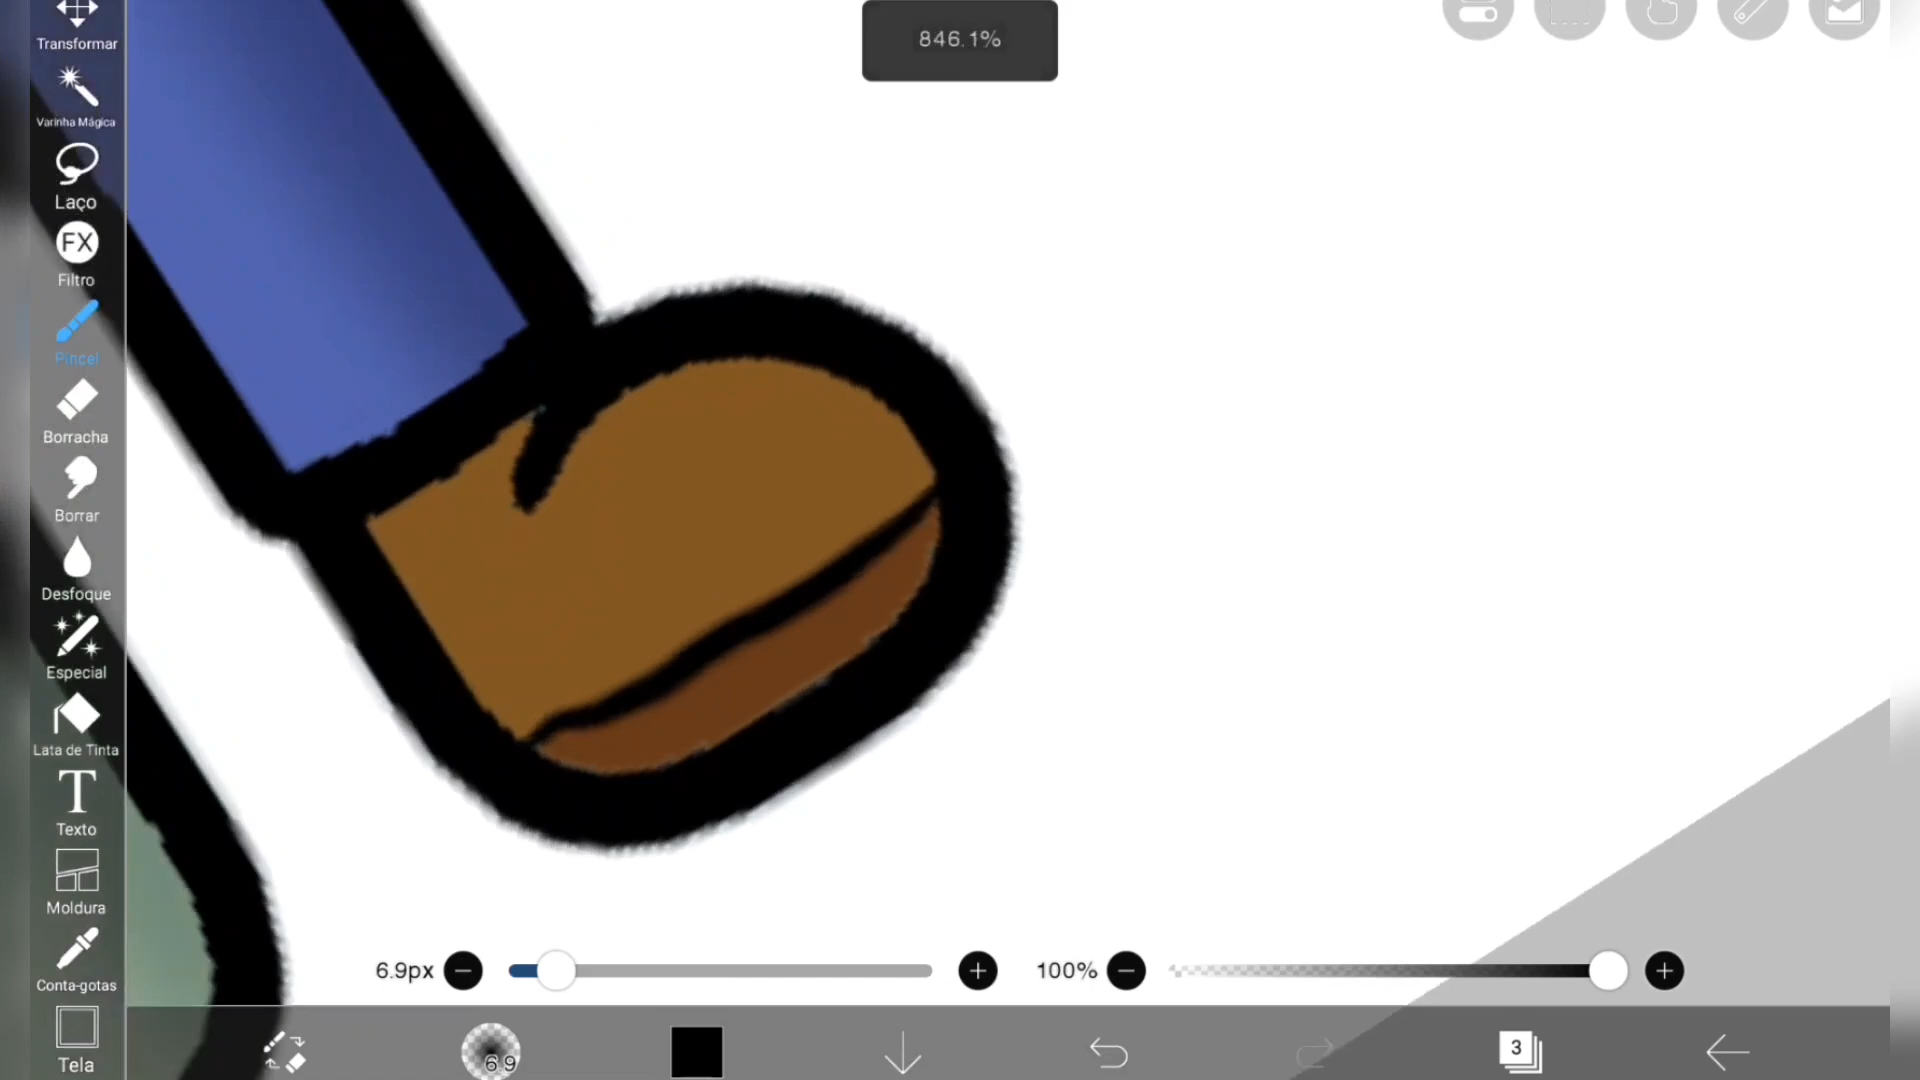 846.1%
Transformar
Varinha Mágica
Laço
FX
Filtro
Pincel
Borracha
Borrar
Desfoque
Especial
Lata de Tinta
T
Texto
Moldura
Conta-gotas
Tela
6.9px
100%
6.9
3